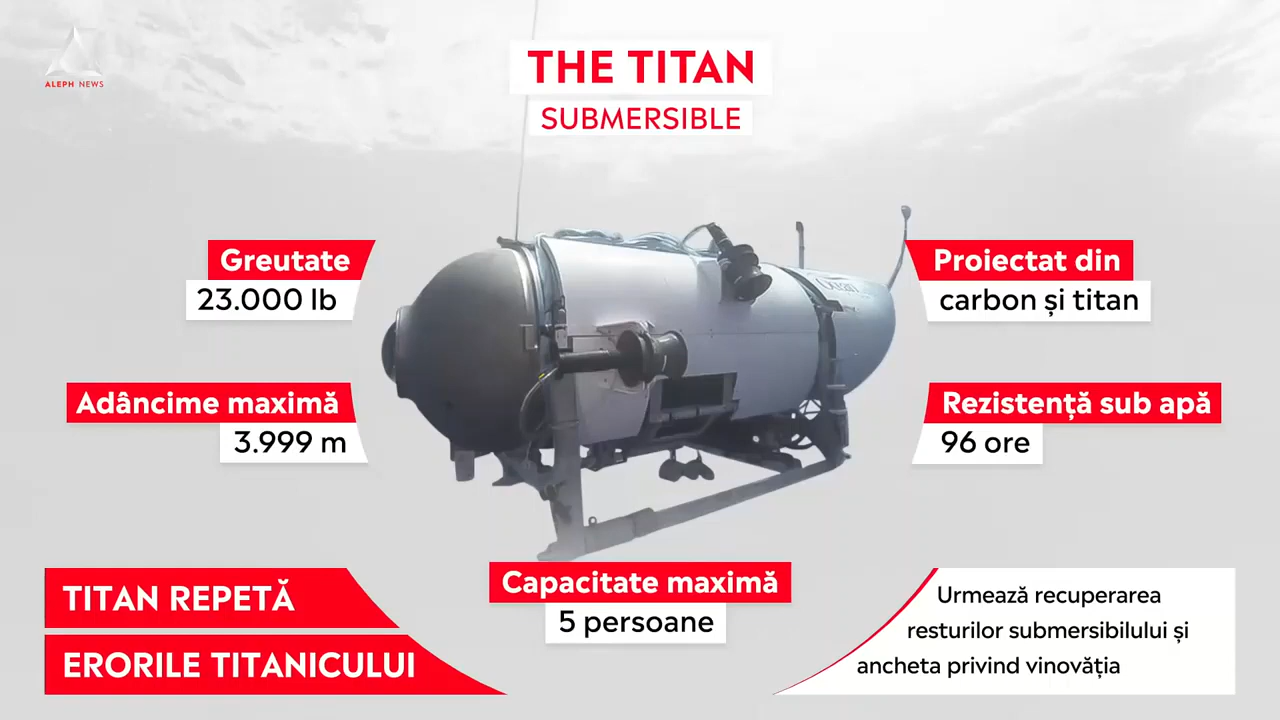 ALEPH NEWS
THE TITAN
SUBMERSIBLE
Greutate
23.000 lb
Proiectat din
carbon și titan
Adâncime maximă
3.999 m
Rezistență sub apă
96 ore
Capacitate maximă
5 persoane
TITAN REPETĂ
ERORILE TITANICULUI
Urmează recuperarea
resturilor submersibilului și
ancheta privind vinovăția